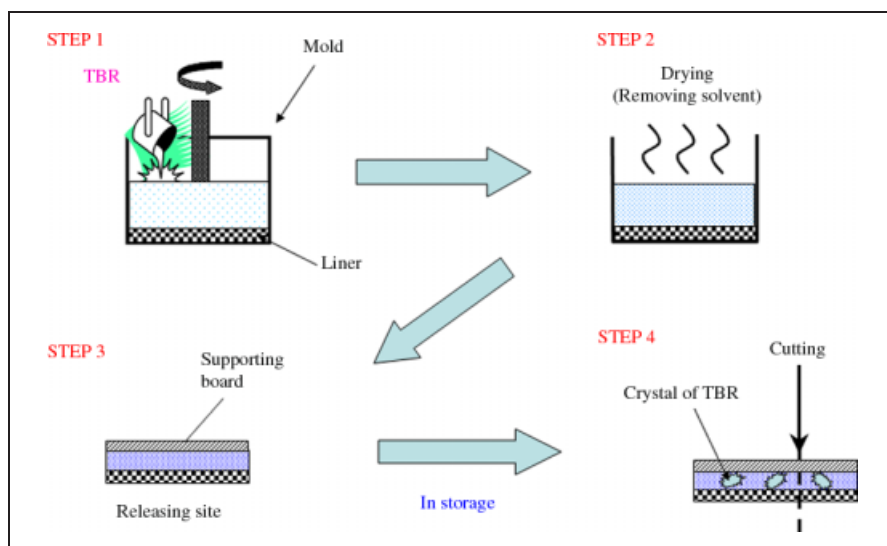 STEP 1
TBR
Mold
Liner
STEP 2
Drying
(Removing solvent)
STEP 3
Supporting
board
Releasing site
In storage
STEP 4
Cutting
Crystal of TBR